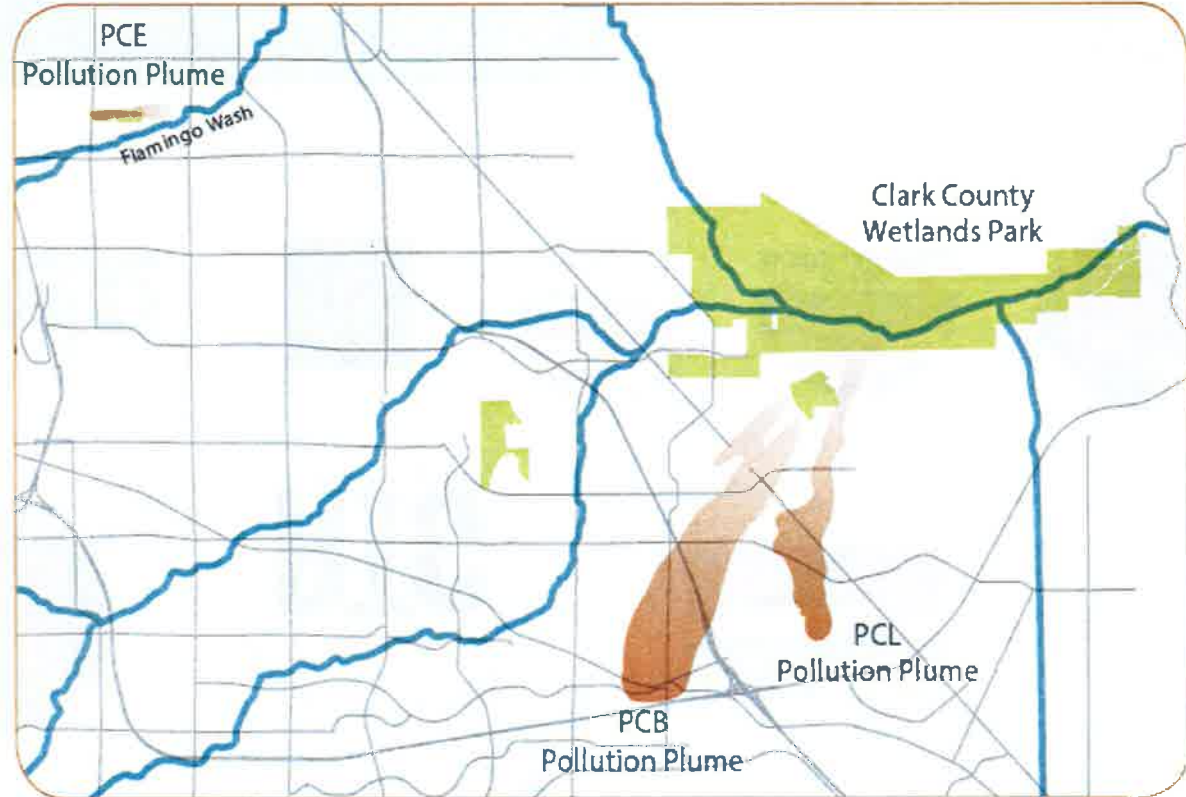 PCE
Pollution Plume
Flamingo Wash
Clark County
Wetlands Park
PCL
Pollution Plume
PCB
Pollution Plume